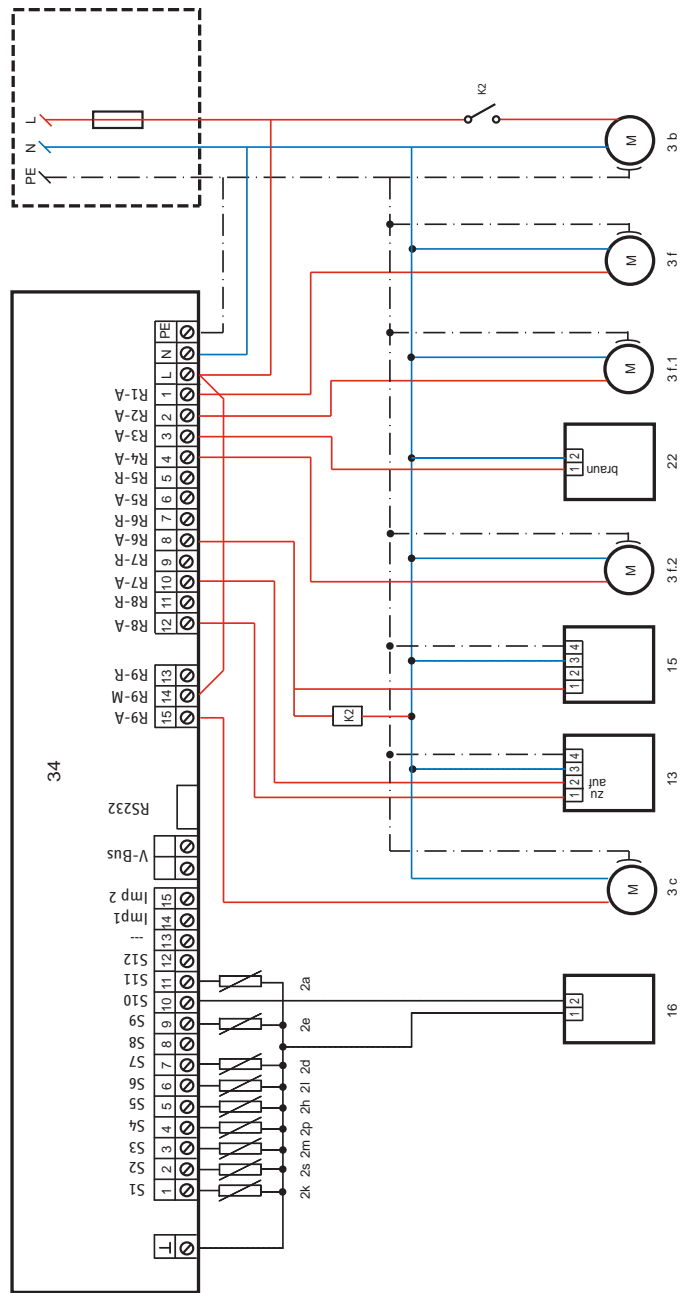 L
N
PE
K2
3 b
3 f
3 f.1
22
3 f.2
15
13
3 c
16
M
M
M
1 2
braun
M
1 2 3 4
K2
1 2 3 4
zu
auf
M
1 2
34
PE
N
L
1 R1-A
2 R2-A
3 R3-A
4 R4-A
5 R5-R
6 R5-A
7 R6-R
8 R6-A
9 R7-R
10 R7-A
11 R8-R
12 R8-A
13 R9-R
14 R9-M
15 R9-A
RS232
V-Bus
15 Imp 2
14 Imp1
13 ---
12 S12
11 S11
10 S10
9 S9
8 S8
7 S7
6 S6
5 S5
4 S4
3 S3
2 S2
1 S1
⊥
2a
2e
2d
2l
2h
2p
2m
2s
2k